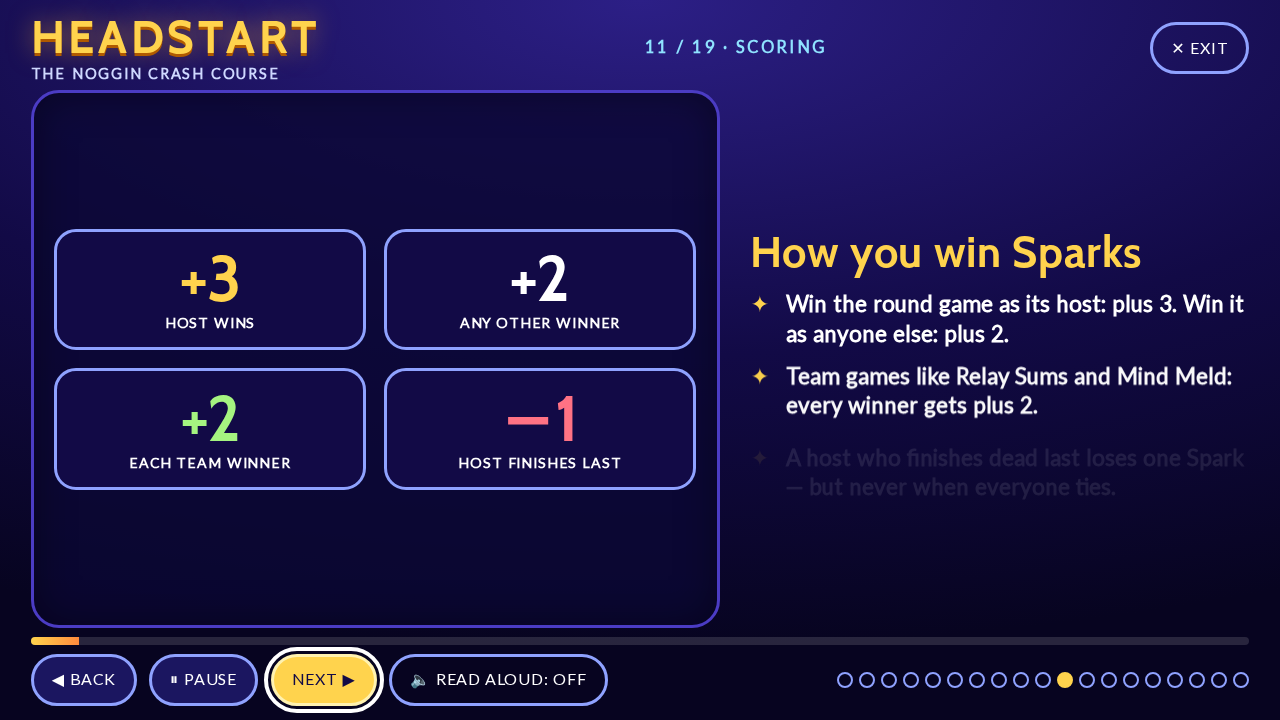 HEADSTART
THE NOGGIN CRASH COURSE
11 / 19 · SCORING
✕ EXIT
+3
HOST WINS
+2
ANY OTHER WINNER
+2
EACH TEAM WINNER
—1
HOST FINISHES LAST
How you win Sparks
✦ Win the round game as its host: plus 3. Win it
as anyone else: plus 2.
✦ Team games like Relay Sums and Mind Meld:
every winner gets plus 2.
✦ A host who finishes dead last loses one Spark
— but never when everyone ties.
◀ BACK
⏸ PAUSE
NEXT ▶
🔈 READ ALOUD: OFF